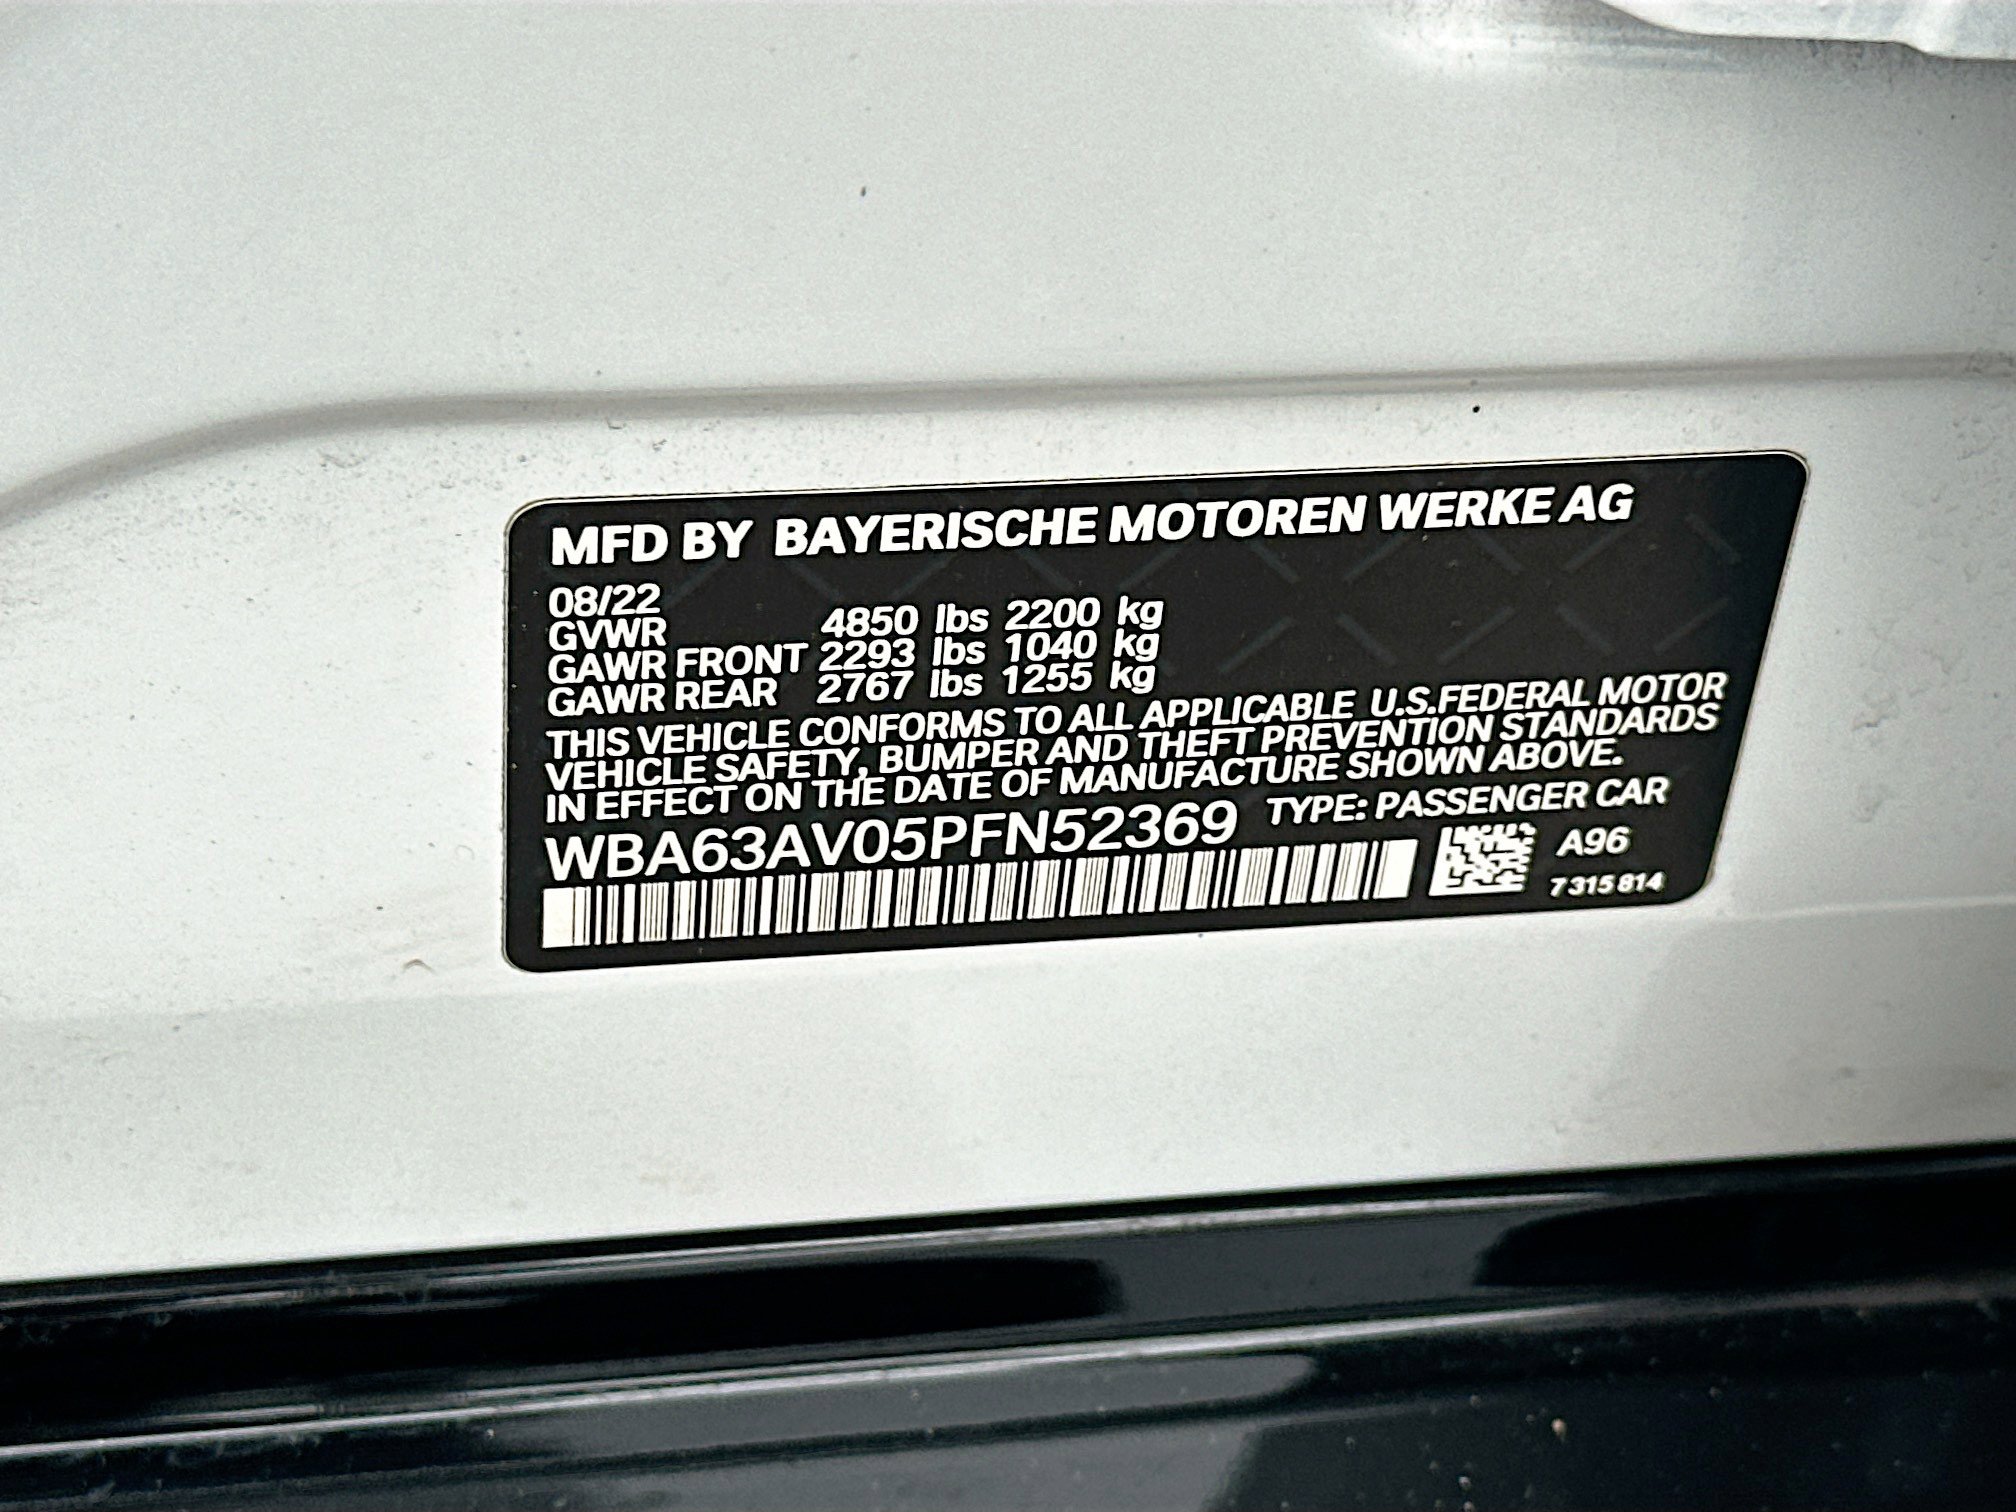 MFD BY BAYERISCHE MOTOREN WERKE AG
08/22
GVWR 4850 lbs 2200 kg
GAWR FRONT 2293 lbs 1040 kg
GAWR REAR 2767 lbs 1255 kg
THIS VEHICLE CONFORMS TO ALL APPLICABLE U.S.FEDERAL MOTOR
VEHICLE SAFETY, BUMPER AND THEFT PREVENTION STANDARDS
IN EFFECT ON THE DATE OF MANUFACTURE SHOWN ABOVE.
WBA63AV05PFN52369 TYPE: PASSENGER CAR
A96
7 315 814